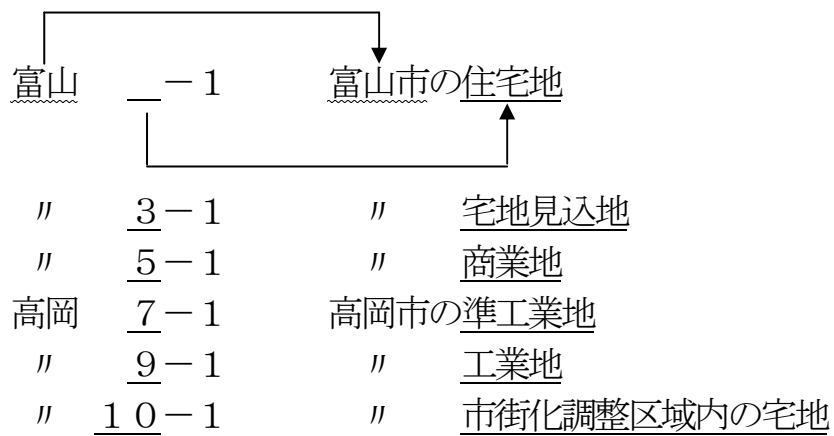 富山　＿－１　富山市の住宅地
〃　３－１　〃　宅地見込地
〃　５－１　〃　商業地
高岡　７－１　高岡市の準工業地
〃　９－１　〃　工業地
〃　１０－１　〃　市街化調整区域内の宅地